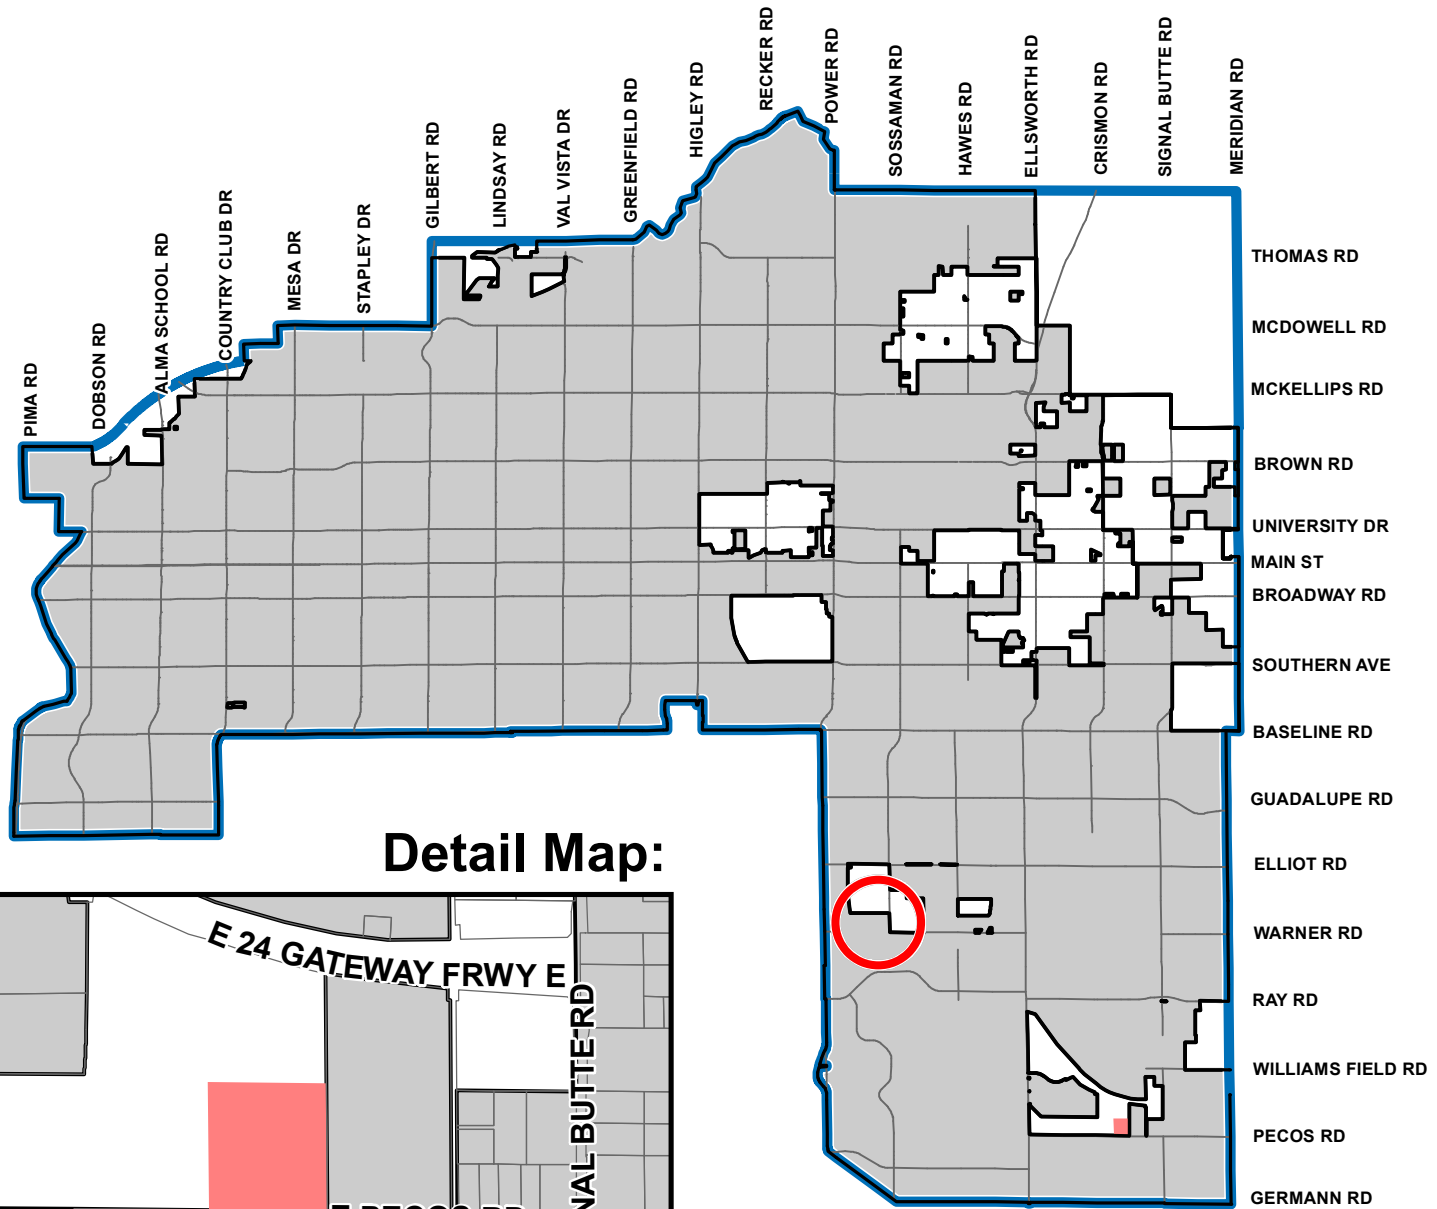 PIMA RD
DOBSON RD
ALMA SCHOOL RD
COUNTRY CLUB DR
MESA DR
STAPLEY DR
GILBERT RD
LINDSAY RD
VAL VISTA DR
GREENFIELD RD
HIGLEY RD
RECKER RD
POWER RD
SOSSAMAN RD
HAWES RD
ELLSWORTH RD
CRISMON RD
SIGNAL BUTTE RD
MERIDIAN RD
THOMAS RD
MCDOWELL RD
MCKELLIPS RD
BROWN RD
UNIVERSITY DR
MAIN ST
BROADWAY RD
SOUTHERN AVE
BASELINE RD
GUADALUPE RD
ELLIOT RD
WARNER RD
RAY RD
WILLIAMS FIELD RD
PECOS RD
GERMANN RD
Detail Map:
E 24 GATEWAY FRWY E
NAL BUTTE RD
E PECOS RD